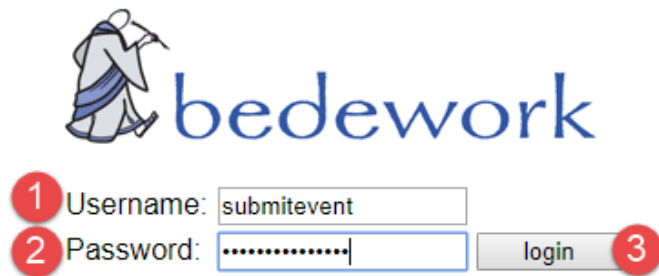 bedework
1 Username: submitevent
2 Password: ••••••••••••••• login 3